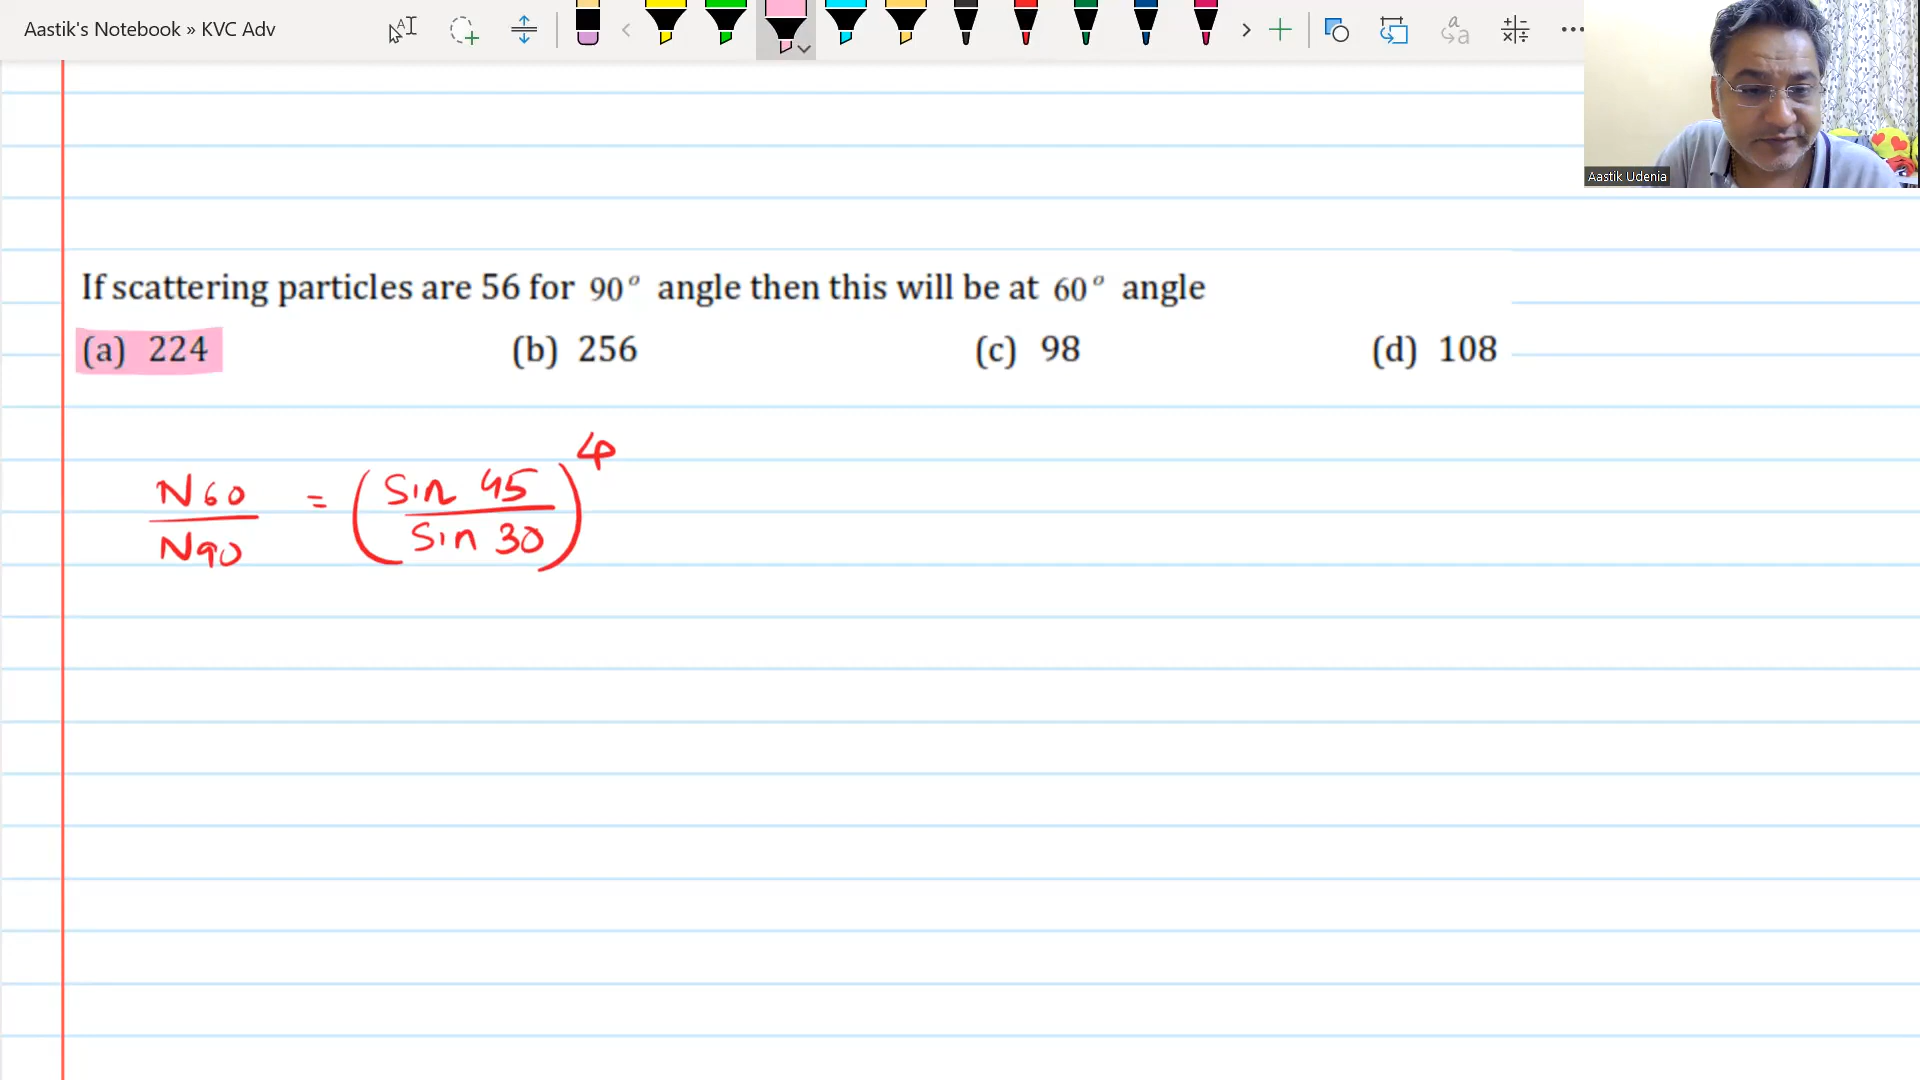 Aastik's Notebook » KVC Adv
Aastik Udenia
If scattering particles are 56 for 90° angle then this will be at 60° angle
(a) 224 (b) 256 (c) 98 (d) 108
N60 / N90 = (Sin 45 / Sin 30)^4